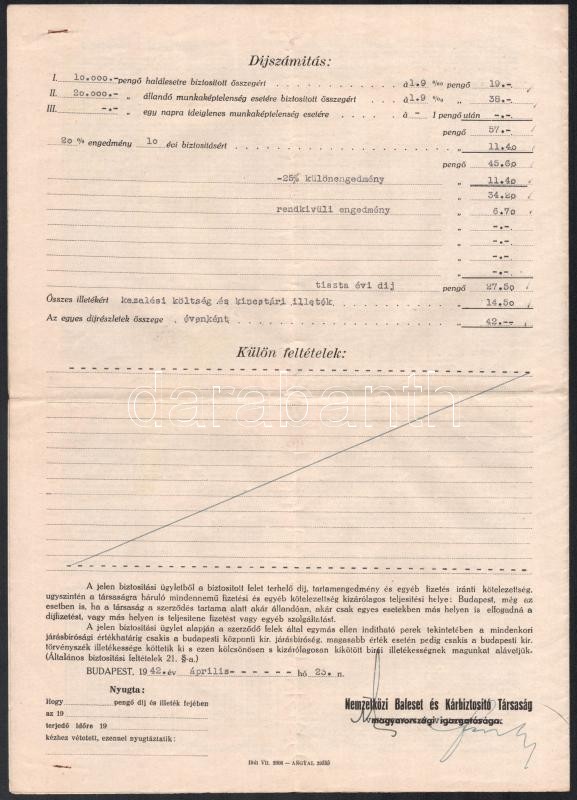 Díjszámítás:
I. 10.000.- pengő halálesetre biztosított összegért à 1.9 ‰ pengő 19.-
II. 20.000.- „ állandó munkaképtelenség esetére biztosított összegért à 1.9 ‰ „ 38.-
III. -.- „ egy napra ideiglenes munkaképtelenség esetére à - 1 pengő után -.-
pengő 57.-
20 % engedmény 10 évi biztosításért „ 11.40
pengő 45.60
-25% különengedmény „ 11.40
„ 34.20
rendkivüli engedmény „ 6.70
„ -.-
„ -.-
„ -.-
„ -.-
tiszta évi díj pengő 27.50
Összes illetékért kezelési költség és kincstári illeték „ 14.50
Az egyes díjrészletek összege évenként „ 42.--
Külön feltételek:
darabanth
A jelen biztosítási ügyletből a biztosított felet terhelő díj, tartamengedmény és egyéb fizetés iránti kötelezettség,
ugyszintén a társaságra háruló mindennemű fizetési és egyéb kötelezettség kizárólagos teljesítési helye: Budapest, még az
esetben is, ha a társaság a szerződés tartama alatt akár állandóan, akár csak egyes esetekben más helyen is elfogadná a
díjfizetést, vagy más helyen is teljesítene fizetést vagy egyéb szolgáltatást.
A jelen biztosítási ügylet alapján a szerződő felek által egymás ellen indítható perek tekintetében a mindenkori
járásbírósági értékhatárig csakis a budapesti központi kir. járásbíróság, magasabb érték esetén pedig csakis a budapesti kir.
törvényszék illetékessége köttetik ki s ezen kölcsönösen s kizárólagosan kikötött bírói illetékességnek magunkat alávetjük.
(Általános biztosítási feltételek 21. §-a.)
BUDAPEST, 1942. év április- - - - - - hó 23. n.
Nyugta:
Hogy pengő díj és illeték fejében
az 19
terjedő időre 19
kézhez vétetett, ezennel nyugtáztatik:
Nemzetközi Baleset és Kárbiztosító Társaság
magyarországi igazgatósága.
ANGYAL